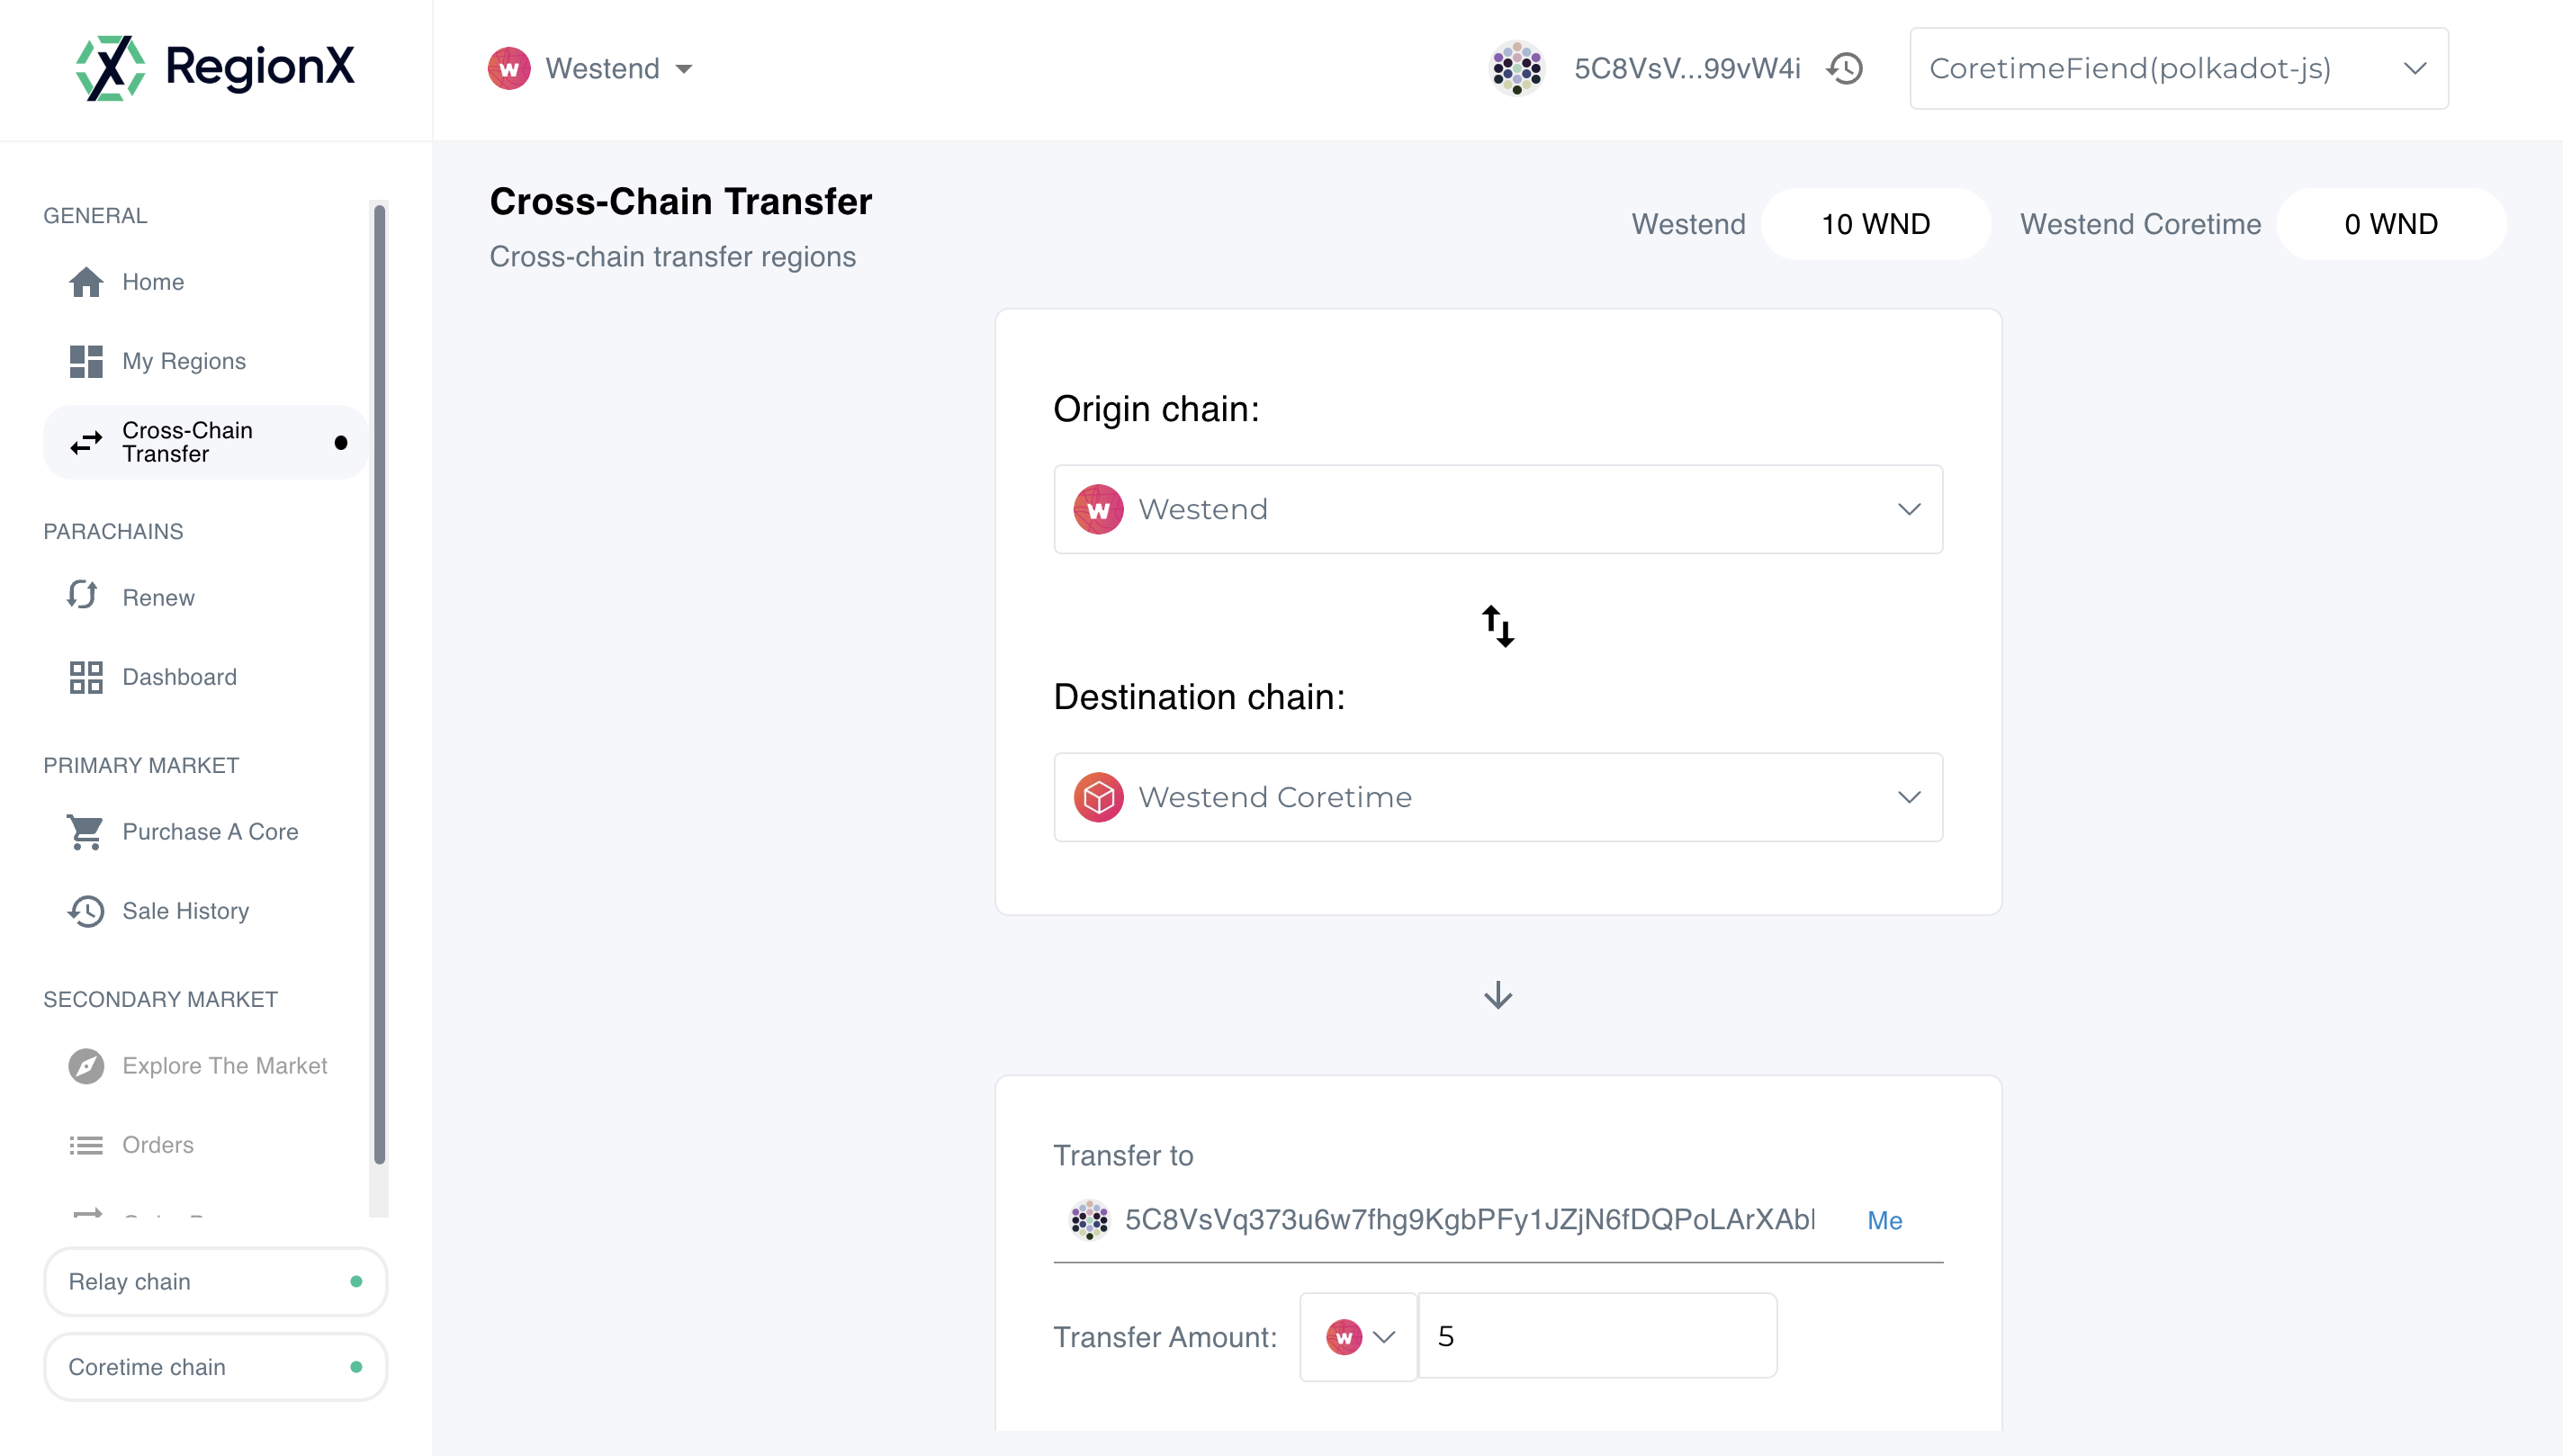 RegionX
Westend
5C8VsV...99vW4i
CoretimeFiend(polkadot-js)
GENERAL
Home
My Regions
Cross-Chain
Transfer
PARACHAINS
Renew
Dashboard
PRIMARY MARKET
Purchase A Core
Sale History
SECONDARY MARKET
Explore The Market
Orders
Relay chain
Coretime chain
Cross-Chain Transfer
Cross-chain transfer regions
Westend
10 WND
Westend Coretime
0 WND
Origin chain:
Westend
Destination chain:
Westend Coretime
Transfer to
5C8VsVq373u6w7fhg9KgbPFy1JZjN6fDQPoLArXAb
Me
Transfer Amount:
5